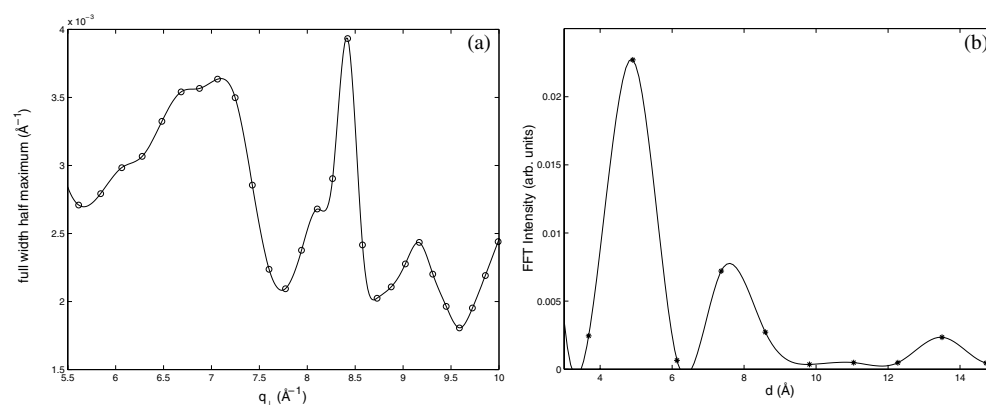 x 10⁻³
4
3.5
3
2.5
2
1.5
full width half maximum (Å⁻¹)
5.5 6 6.5 7 7.5 8 8.5 9 9.5 10
q⊥ (Å⁻¹)
(a)
0.02
0.015
0.01
0.005
0
FFT Intensity (arb. units)
4 6 8 10 12 14
d (Å)
(b)